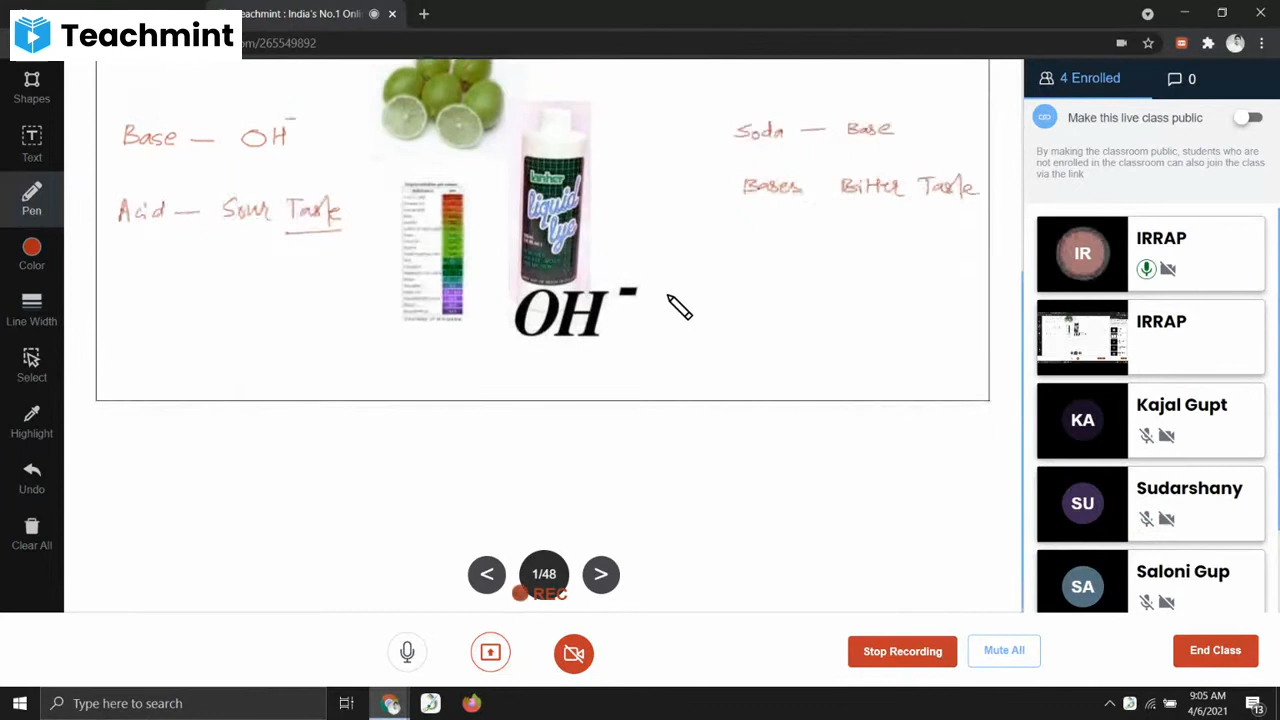 Teachmint : India's No.1 Onli
Teachmint
om/265549892
Shapes
Text
Pen
Color
Line Width
Select
Highlight
Undo
Clear All
Base — OH⁻
Acid — Sour Taste
liquid
lye
OH⁻
Soda — Base
Bases Bitter Taste
< 1/48 >
REC
4 Enrolled 0
Make this live class public
By making the classroom public, students who are
not enrolled in the classroom can also join the class
via the link
IR IRRAP
IRRAP
KA Kajal Gupt
SU Sudarshany
SA Saloni Gup
Stop Recording
Mute All
End Class
Type here to search
9:05 AM
4/6/2021